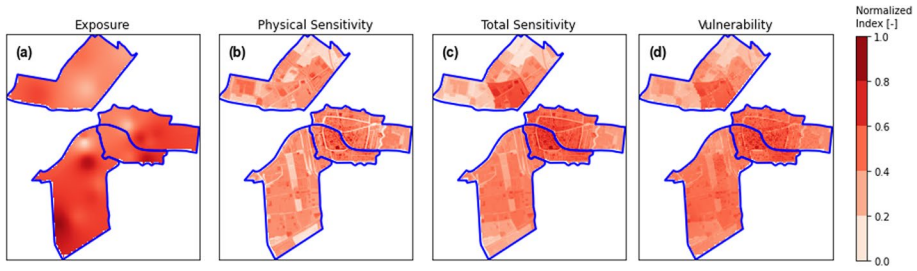 Exposure
Physical Sensitivity
Total Sensitivity
Vulnerability
Normalized
Index [-]
(a)
(b)
(c)
(d)
1.0
0.8
0.6
0.4
0.2
0.0